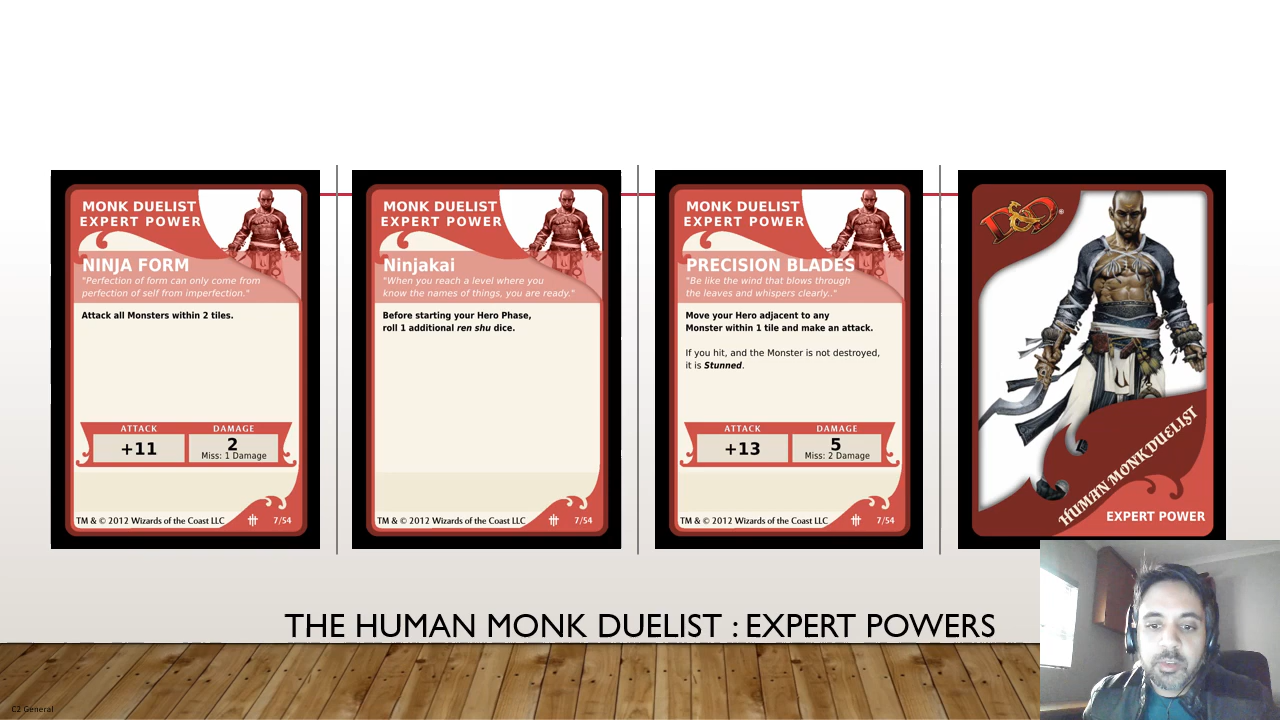 MONK DUELIST
EXPERT POWER
NINJA FORM
"Perfection of form can only come from
perfection of self from imperfection."
Attack all Monsters within 2 tiles.
ATTACK
DAMAGE
+11
2
Miss: 1 Damage
TM & © 2012 Wizards of the Coast LLC
7/54
MONK DUELIST
EXPERT POWER
Ninjakai
"When you reach a level where you
know the names of things, you are ready."
Before starting your Hero Phase,
roll 1 additional ren shu dice.
TM & © 2012 Wizards of the Coast LLC
7/54
MONK DUELIST
EXPERT POWER
PRECISION BLADES
"Be like the wind that blows through
the leaves and whispers clearly.."
Move your Hero adjacent to any
Monster within 1 tile and make an attack.
If you hit, and the Monster is not destroyed,
it is Stunned.
ATTACK
DAMAGE
+13
5
Miss: 2 Damage
TM & © 2012 Wizards of the Coast LLC
7/54
D&D®
HUMAN MONK DUELIST
EXPERT POWER
THE HUMAN MONK DUELIST : EXPERT POWERS
C2 General